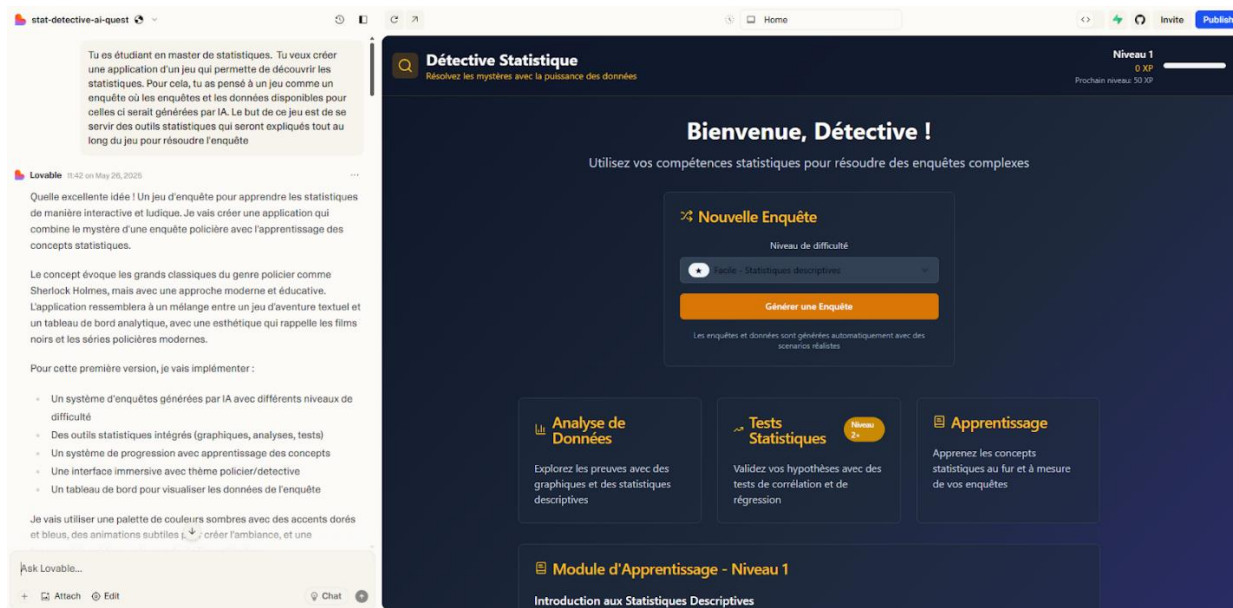 stat-detective-ai-quest
Home
Invite
Publish
Tu es étudiant en master de statistiques. Tu veux créer
une application d'un jeu qui permette de découvrir les
statistiques. Pour cela, tu as pensé à un jeu comme un
enquête où les enquêtes et les données disponibles pour
celles ci serait générées par IA. Le but de ce jeu est de se
servir des outils statistiques qui seront expliqués tout au
long du jeu pour résoudre l'enquête
Lovable 11:42 on May 26, 2025
Quelle excellente idée ! Un jeu d'enquête pour apprendre les statistiques
de manière interactive et ludique. Je vais créer une application qui
combine le mystère d'une enquête policière avec l'apprentissage des
concepts statistiques.
Le concept évoque les grands classiques du genre policier comme
Sherlock Holmes, mais avec une approche moderne et éducative.
L'application ressemblera à un mélange entre un jeu d'aventure textuel et
un tableau de bord analytique, avec une esthétique qui rappelle les films
noirs et les séries policières modernes.
Pour cette première version, je vais implémenter :
Un système d'enquêtes générées par IA avec différents niveaux de
difficulté
Des outils statistiques intégrés (graphiques, analyses, tests)
Un système de progression avec apprentissage des concepts
Une interface immersive avec thème policier/detective
Un tableau de bord pour visualiser les données de l'enquête
Je vais utiliser une palette de couleurs sombres avec des accents dorés
et bleus, des animations subtiles créer l'ambiance, et une
Ask Lovable...
Attach
Edit
Chat
Détective Statistique
Résolvez les mystères avec la puissance des données
Niveau 1
0 XP
Prochain niveau: 50 XP
Bienvenue, Détective !
Utilisez vos compétences statistiques pour résoudre des enquêtes complexes
Nouvelle Enquête
Niveau de difficulté
Facile - Statistiques descriptives
Générer une Enquête
Les enquêtes et données sont générées automatiquement avec des
scenarios réalistes
Analyse de
Données
Explorez les preuves avec des
graphiques et des statistiques
descriptives
Tests
Statistiques
Niveau
2+
Validez vos hypothèses avec des
tests de corrélation et de
régression
Apprentissage
Apprenez les concepts
statistiques au fur et à mesure
de vos enquêtes
Module d'Apprentissage - Niveau 1
Introduction aux Statistiques Descriptives